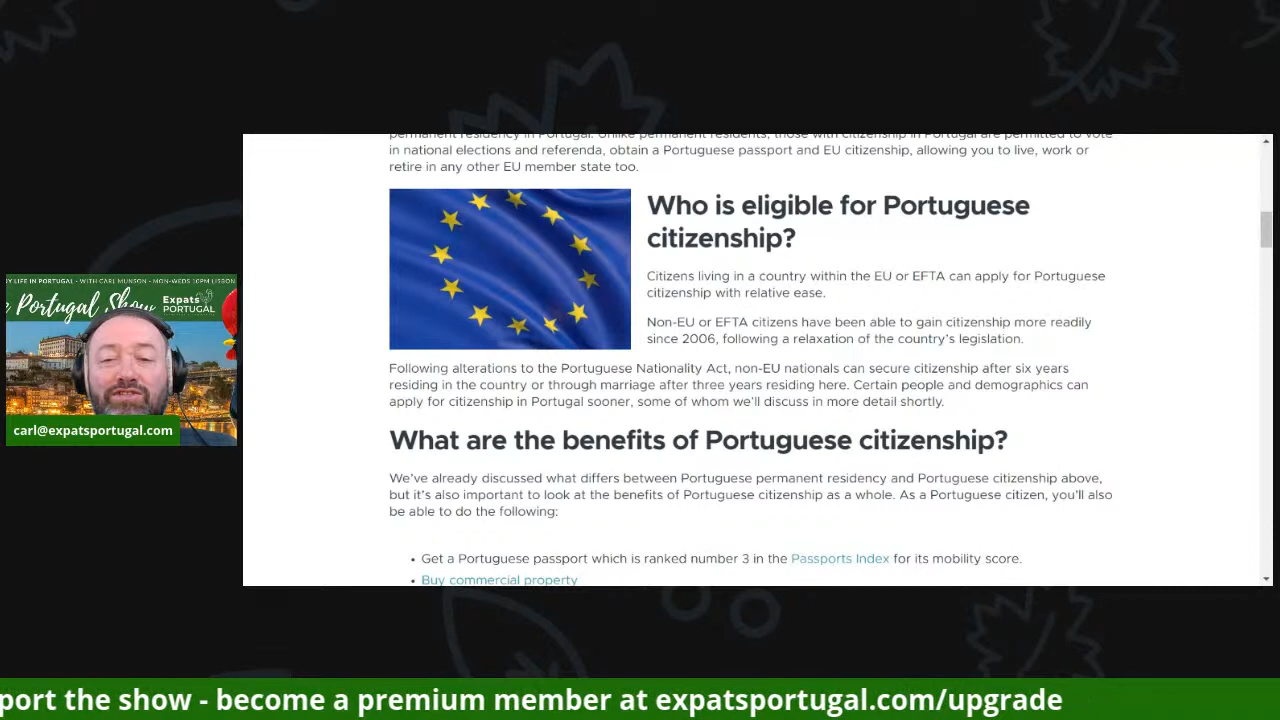 permanent residency in Portugal. Unlike permanent residents, those with citizenship in Portugal are permitted to vote
in national elections and referenda, obtain a Portuguese passport and EU citizenship, allowing you to live, work or
retire in any other EU member state too.
Who is eligible for Portuguese
citizenship?
Citizens living in a country within the EU or EFTA can apply for Portuguese
citizenship with relative ease.
Non-EU or EFTA citizens have been able to gain citizenship more readily
since 2006, following a relaxation of the country's legislation.
Following alterations to the Portuguese Nationality Act, non-EU nationals can secure citizenship after six years
residing in the country or through marriage after three years residing here. Certain people and demographics can
apply for citizenship in Portugal sooner, some of whom we'll discuss in more detail shortly.
What are the benefits of Portuguese citizenship?
We've already discussed what differs between Portuguese permanent residency and Portuguese citizenship above,
but it's also important to look at the benefits of Portuguese citizenship as a whole. As a Portuguese citizen, you'll also
be able to do the following:
• Get a Portuguese passport which is ranked number 3 in the Passports Index for its mobility score.
• Buy commercial property
Y LIFE IN PORTUGAL - WITH CARL MUNSON - MON-WEDS 10PM LISBON
Portugal Show
Expats
PORTUGAL
carl@expatsportugal.com
port the show - become a premium member at expatsportugal.com/upgrade